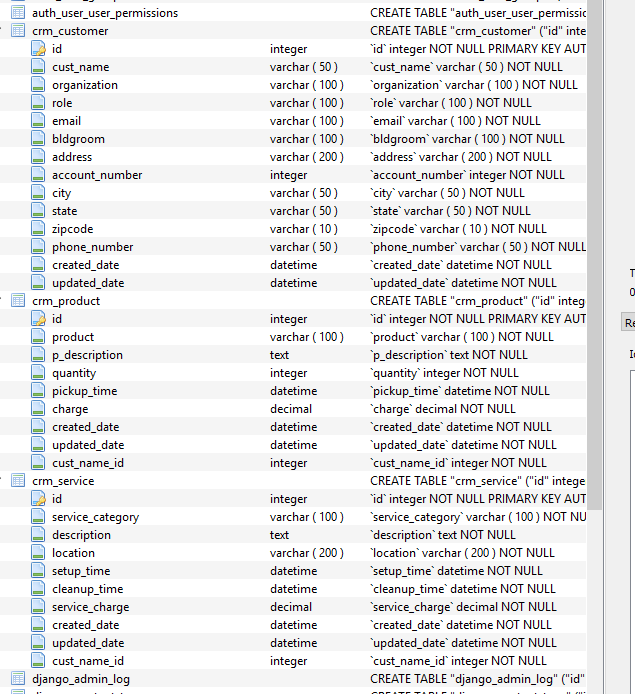 auth_user_user_permissions CREATE TABLE "auth_user_user_permissic
crm_customer CREATE TABLE "crm_customer" ("id" inte
id integer `id` integer NOT NULL PRIMARY KEY AUT
cust_name varchar ( 50 ) `cust_name` varchar ( 50 ) NOT NULL
organization varchar ( 100 ) `organization` varchar ( 100 ) NOT NULL
role varchar ( 100 ) `role` varchar ( 100 ) NOT NULL
email varchar ( 100 ) `email` varchar ( 100 ) NOT NULL
bldgroom varchar ( 100 ) `bldgroom` varchar ( 100 ) NOT NULL
address varchar ( 200 ) `address` varchar ( 200 ) NOT NULL
account_number integer `account_number` integer NOT NULL
city varchar ( 50 ) `city` varchar ( 50 ) NOT NULL
state varchar ( 50 ) `state` varchar ( 50 ) NOT NULL
zipcode varchar ( 10 ) `zipcode` varchar ( 10 ) NOT NULL
phone_number varchar ( 50 ) `phone_number` varchar ( 50 ) NOT NULL
created_date datetime `created_date` datetime NOT NULL
updated_date datetime `updated_date` datetime NOT NULL
crm_product CREATE TABLE "crm_product" ("id" integ
id integer `id` integer NOT NULL PRIMARY KEY AUT
product varchar ( 100 ) `product` varchar ( 100 ) NOT NULL
p_description text `p_description` text NOT NULL
quantity integer `quantity` integer NOT NULL
pickup_time datetime `pickup_time` datetime NOT NULL
charge decimal `charge` decimal NOT NULL
created_date datetime `created_date` datetime NOT NULL
updated_date datetime `updated_date` datetime NOT NULL
cust_name_id integer `cust_name_id` integer NOT NULL
crm_service CREATE TABLE "crm_service" ("id" intege
id integer `id` integer NOT NULL PRIMARY KEY AUT
service_category varchar ( 100 ) `service_category` varchar ( 100 ) NOT NU
description text `description` text NOT NULL
location varchar ( 200 ) `location` varchar ( 200 ) NOT NULL
setup_time datetime `setup_time` datetime NOT NULL
cleanup_time datetime `cleanup_time` datetime NOT NULL
service_charge decimal `service_charge` decimal NOT NULL
created_date datetime `created_date` datetime NOT NULL
updated_date datetime `updated_date` datetime NOT NULL
cust_name_id integer `cust_name_id` integer NOT NULL
django_admin_log CREATE TABLE "django_admin_log" ("id"
T
0
Re